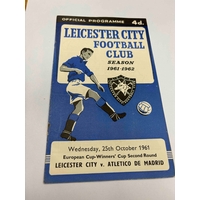 OFFICIAL PROGRAMME 4d.
LEICESTER CITY
FOOTBALL
CLUB
SEASON
1961-1962
Wednesday, 25th October 1961
European Cup-Winners' Cup Second Round
LEICESTER CITY v. ATLETICO DE MADRID